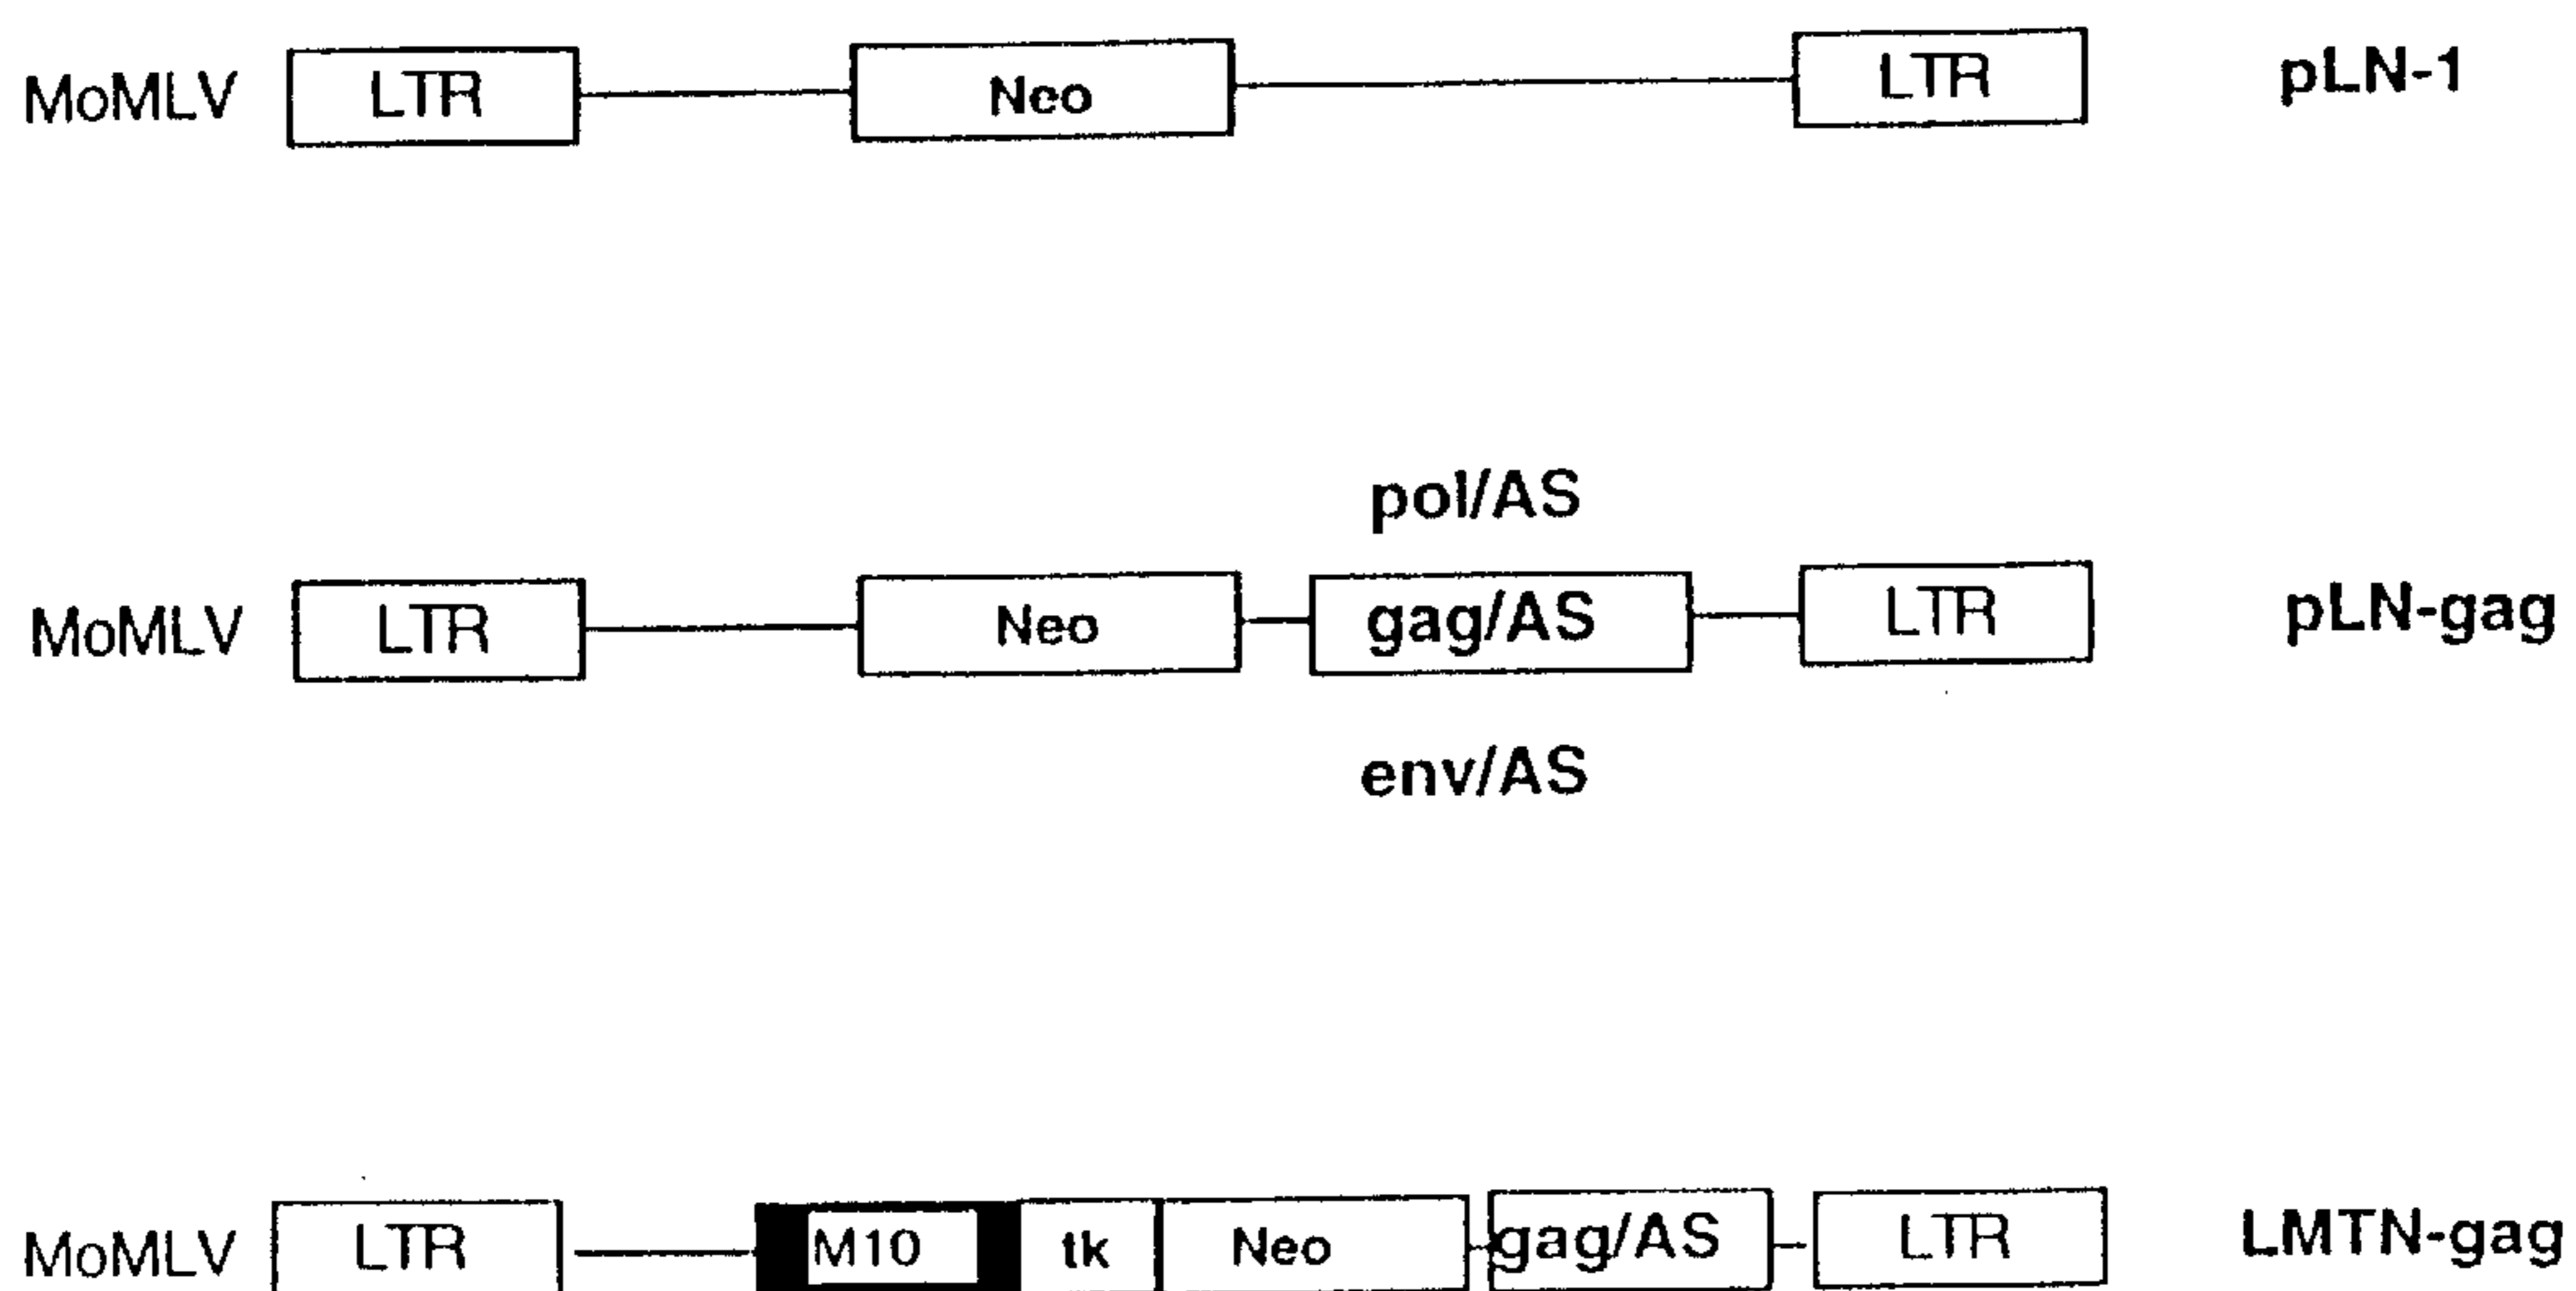 MoMLV LTR Neo LTR pLN-1
pol/AS
MoMLV LTR Neo gag/AS LTR pLN-gag
env/AS
MoMLV LTR M10 tk Neo gag/AS LTR LMTN-gag